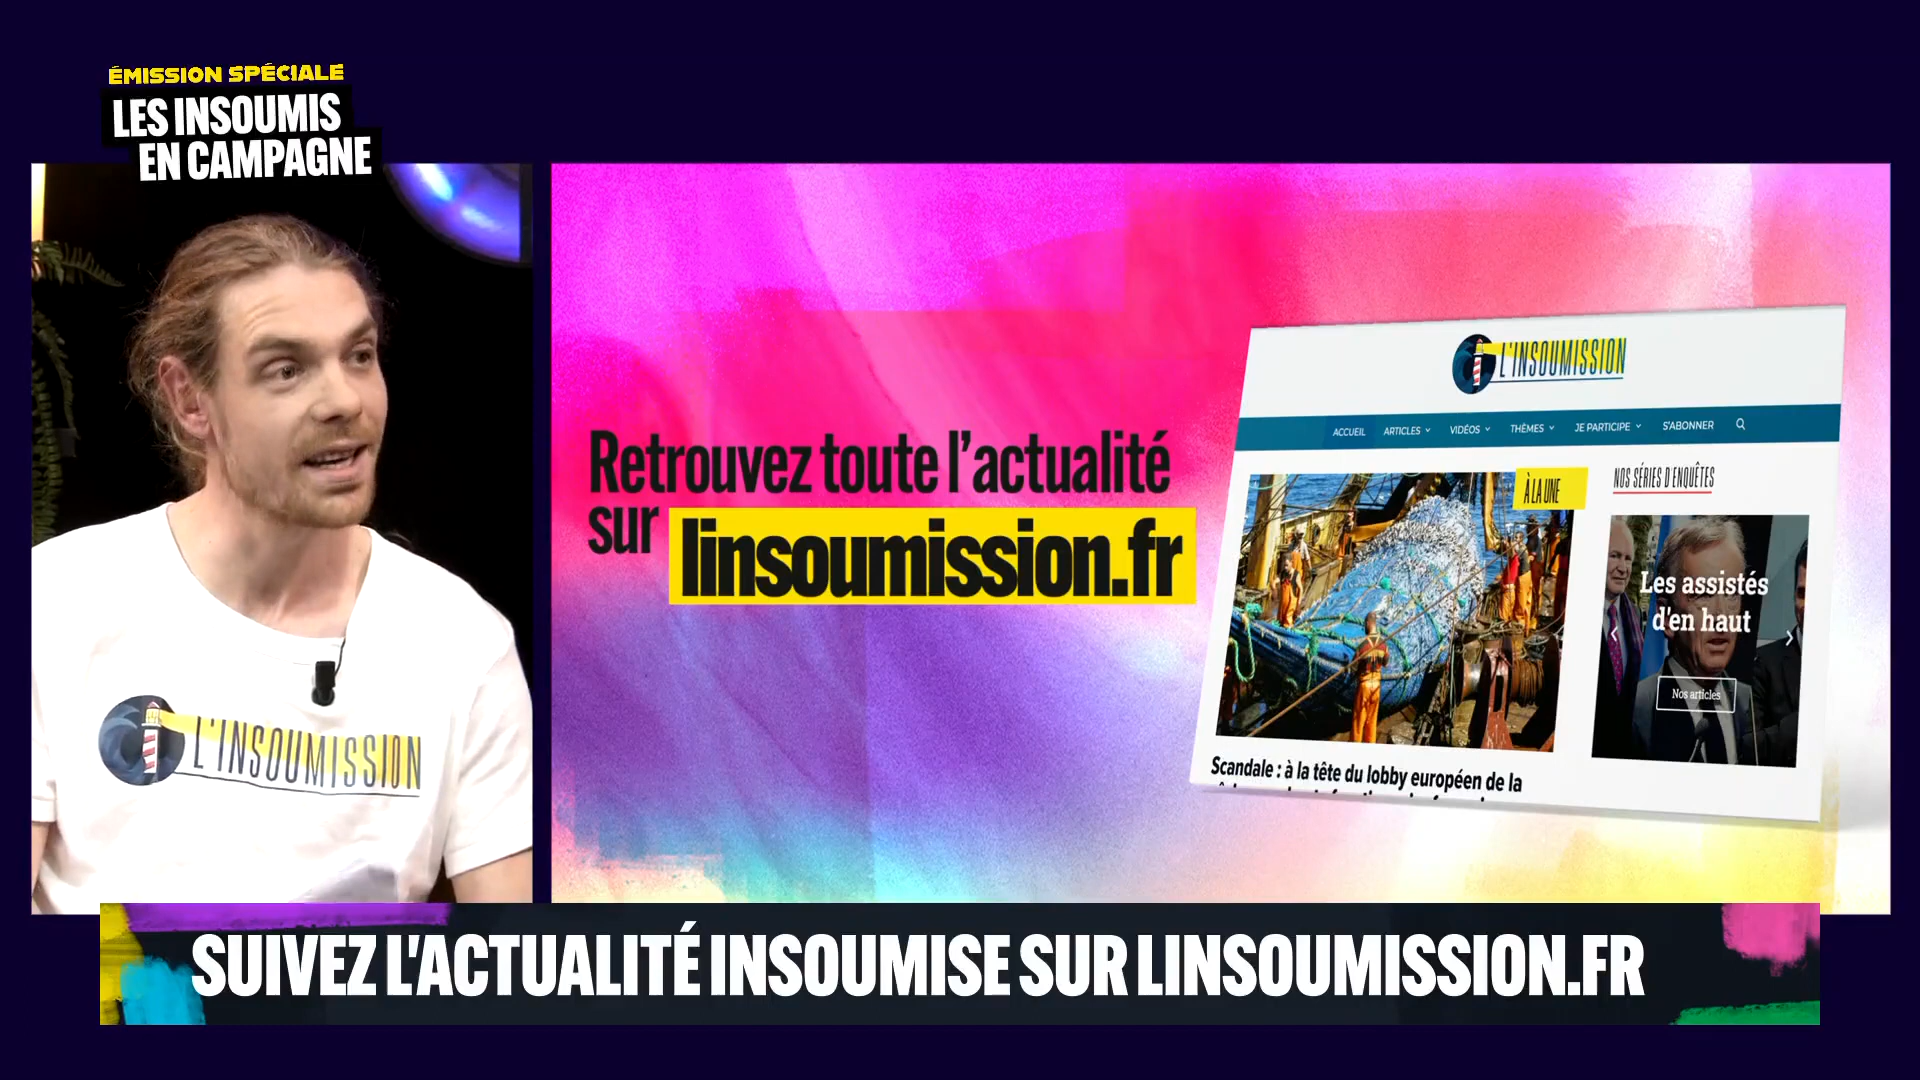 ÉMISSION SPÉCIALE
LES INSOUMIS
EN CAMPAGNE
L'INSOUMISSION
Retrouvez toute l'actualité
sur linsoumission.fr
L'INSOUMISSION
ACCUEIL ARTICLES VIDÉOS THÈMES JE PARTICIPE S'ABONNER
À LA UNE
NOS SÉRIES D'ENQUÊTES
Les assistés
d'en haut
Nos articles
Scandale : à la tête du lobby européen de la
SUIVEZ L'ACTUALITÉ INSOUMISE SUR LINSOUMISSION.FR